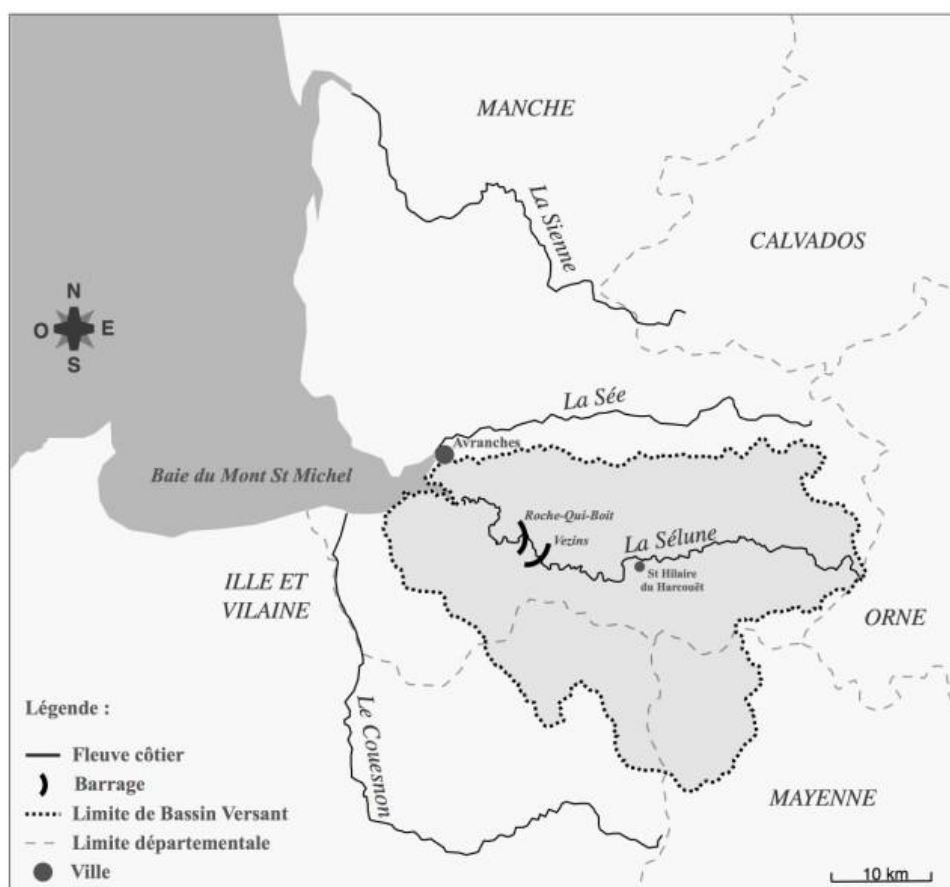 MANCHE
La Sienne
CALVADOS
N
O E
S
La Sée
Avranches
Baie du Mont St Michel
Roche-Qui-Boit
Vezins
La Sélune
St Hilaire
du Harcouët
ILLE ET
VILAINE
ORNE
Le Couesnon
MAYENNE
Légende :
Fleuve côtier
Barrage
Limite de Bassin Versant
Limite départementale
Ville
10 km